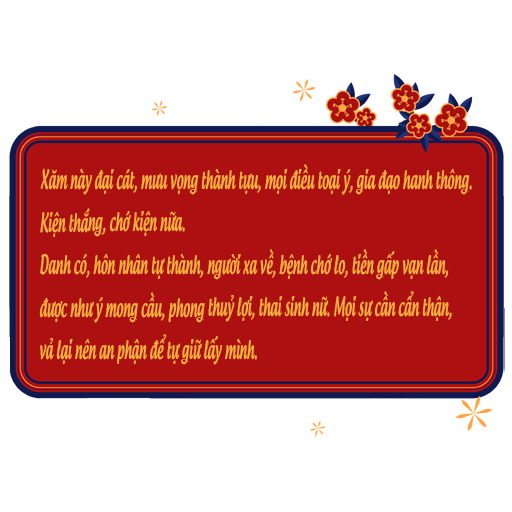 Xăm này đại cát, mưu vọng thành tựu, mọi điều toại ý, gia đạo hanh thông.
Kiện thắng, chớ kiện nữa.
Danh có, hôn nhân tự thành, người xa về, bệnh chớ lo, tiền gấp vạn lần,
được như ý mong cầu, phong thuỷ lợi, thai sinh nữ. Mọi sự cần cẩn thận,
vả lại nên an phận để tự giữ lấy mình.